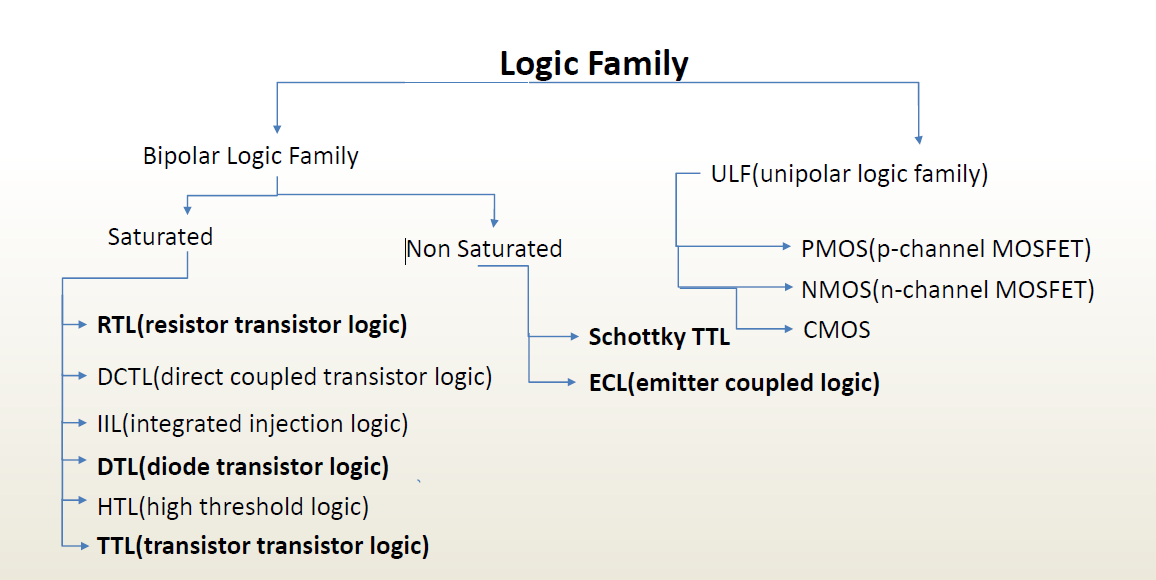 Logic Family
Bipolar Logic Family
ULF(unipolar logic family)
Saturated
Non Saturated
PMOS(p-channel MOSFET)
NMOS(n-channel MOSFET)
CMOS
RTL(resistor transistor logic)
DCTL(direct coupled transistor logic)
IIL(integrated injection logic)
DTL(diode transistor logic)
HTL(high threshold logic)
TTL(transistor transistor logic)
Schottky TTL
ECL(emitter coupled logic)